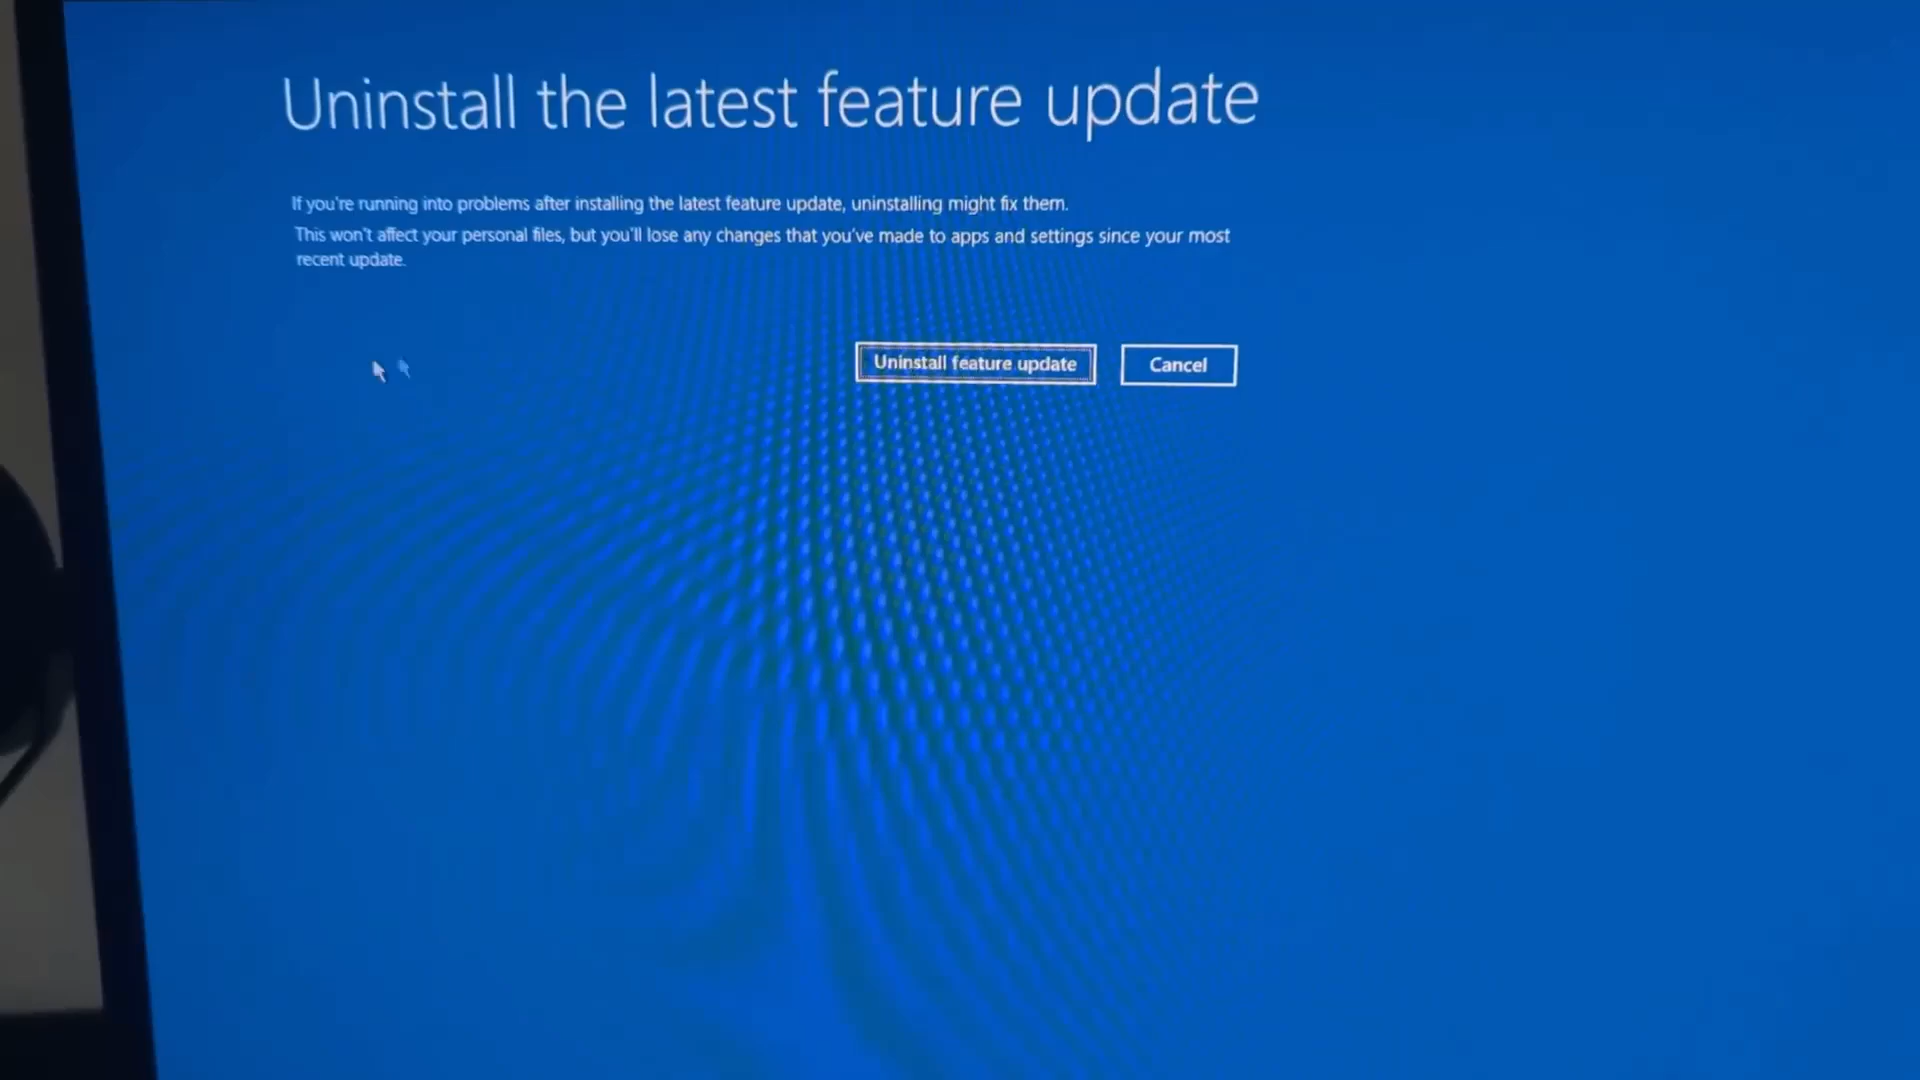 Uninstall the latest feature update
If you're running into problems after installing the latest feature update, uninstalling might fix them.
This won't affect your personal files, but you'll lose any changes that you've made to apps and settings since your most
recent update.
Uninstall feature update
Cancel